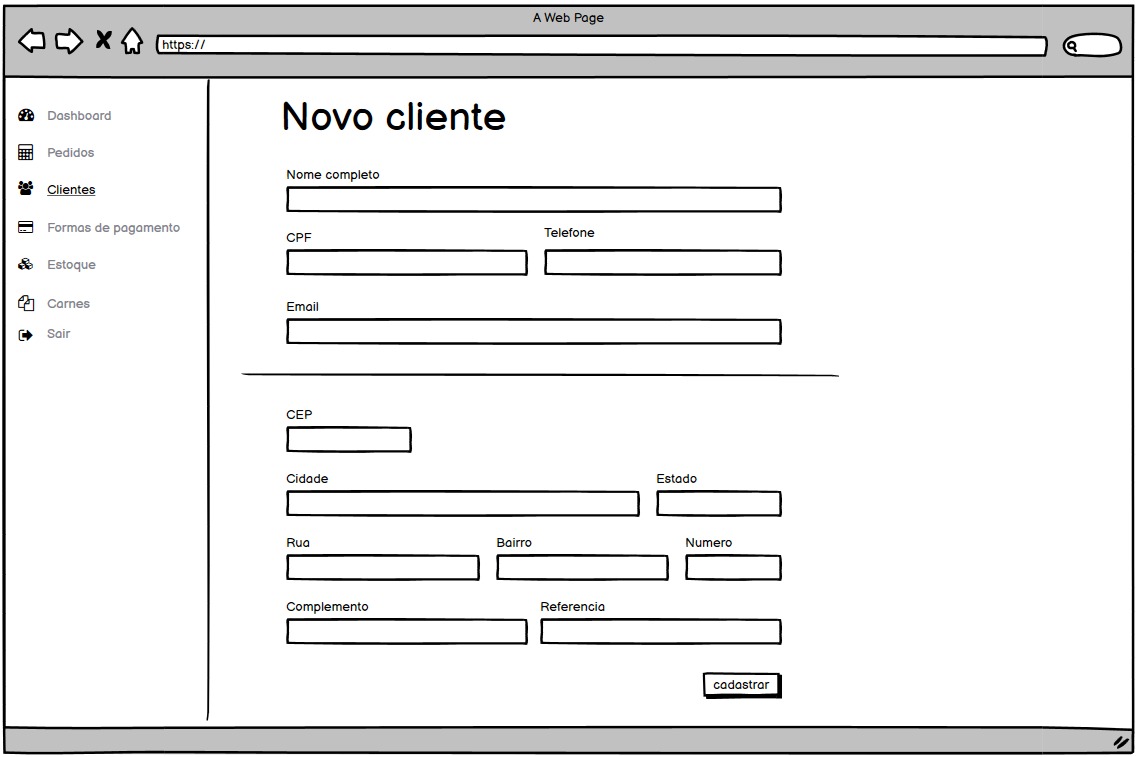 A Web Page
https://
Dashboard
Pedidos
Clientes
Formas de pagamento
Estoque
Carnes
Sair
Novo cliente
Nome completo
CPF Telefone
Email
CEP
Cidade Estado
Rua Bairro Numero
Complemento Referencia
cadastrar